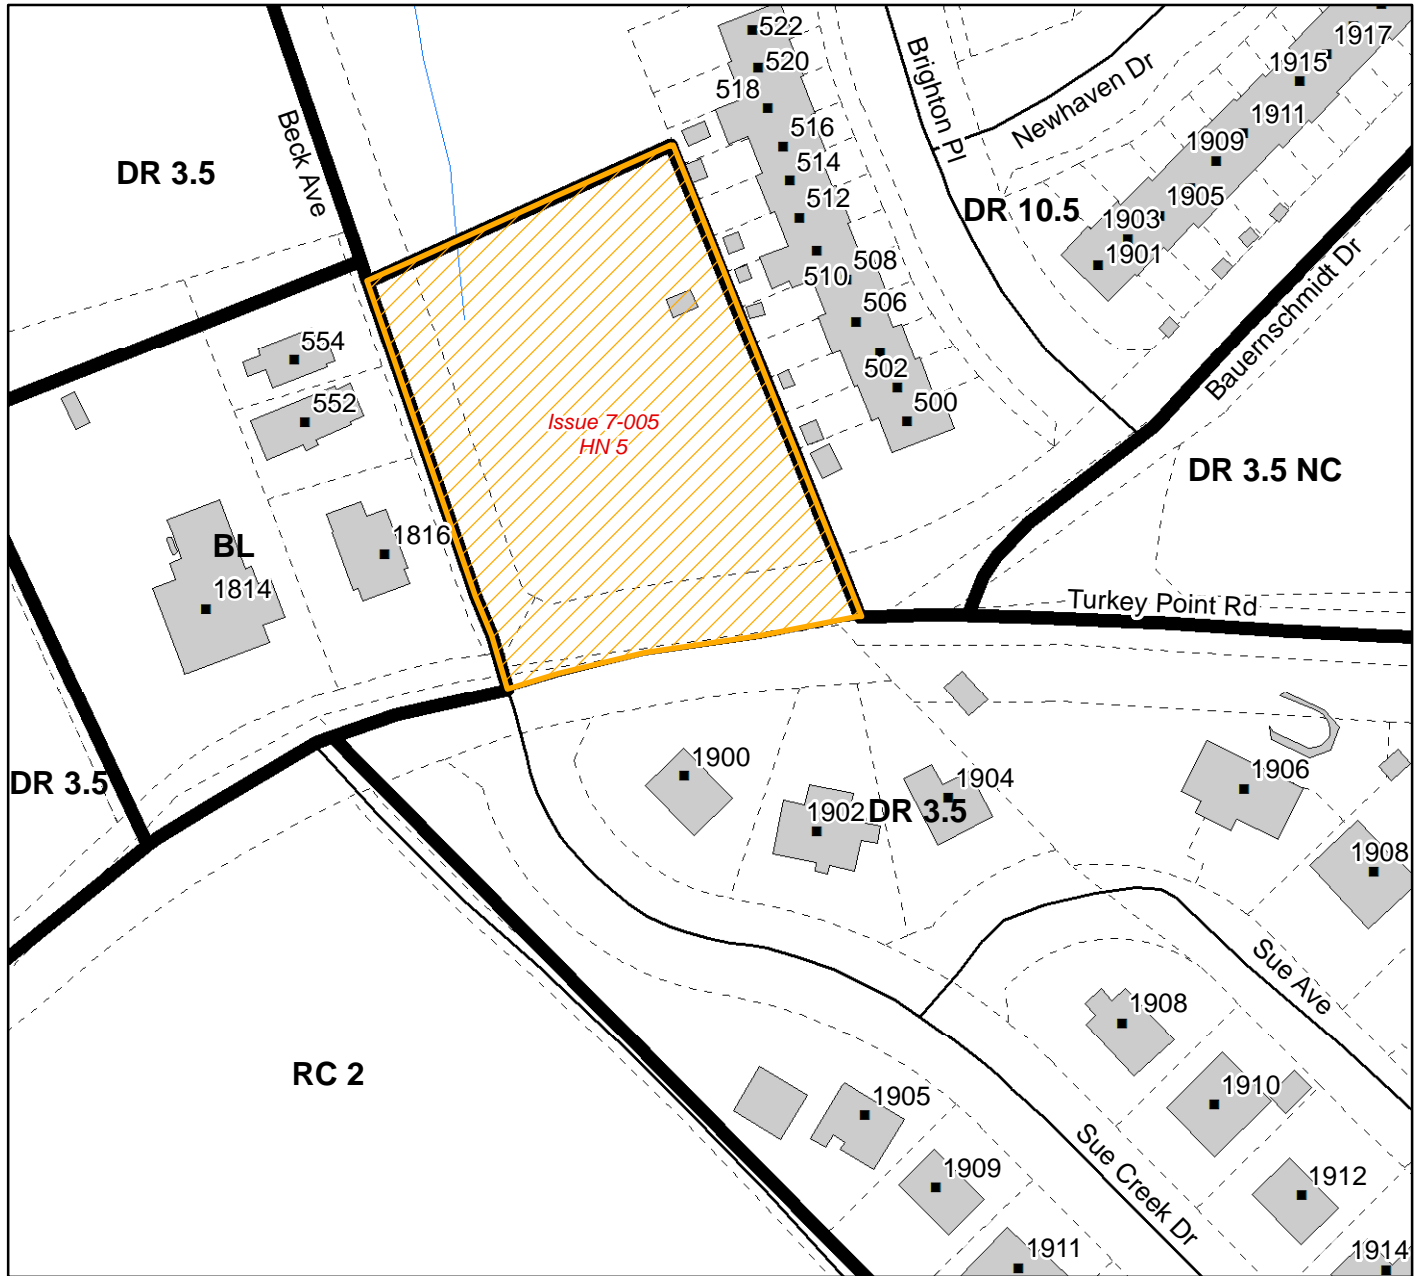 522
520
518
516
514
512
510
508
506
502
500
Brighton Pl
Newhaven Dr
1917
1915
1911
1909
1905
1903
1901
DR 10.5
Bauernschmidt Dr
DR 3.5
Beck Ave
554
552
Issue 7-005
HN 5
DR 3.5 NC
1816
BL
1814
Turkey Point Rd
DR 3.5
1900
1902
DR 3.5
1904
1906
1908
Sue Ave
1908
RC 2
1905
1910
1909
Sue Creek Dr
1912
1911
1914